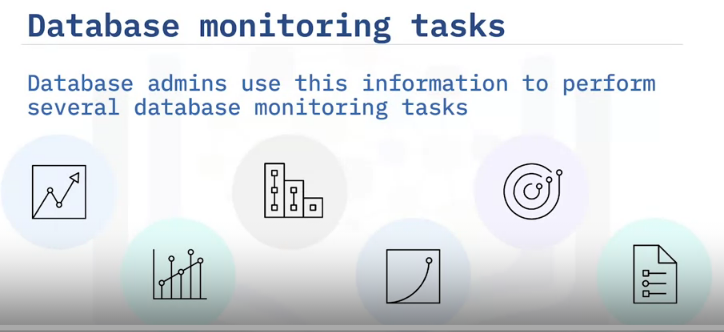 Database monitoring tasks
Database admins use this information to perform
several database monitoring tasks